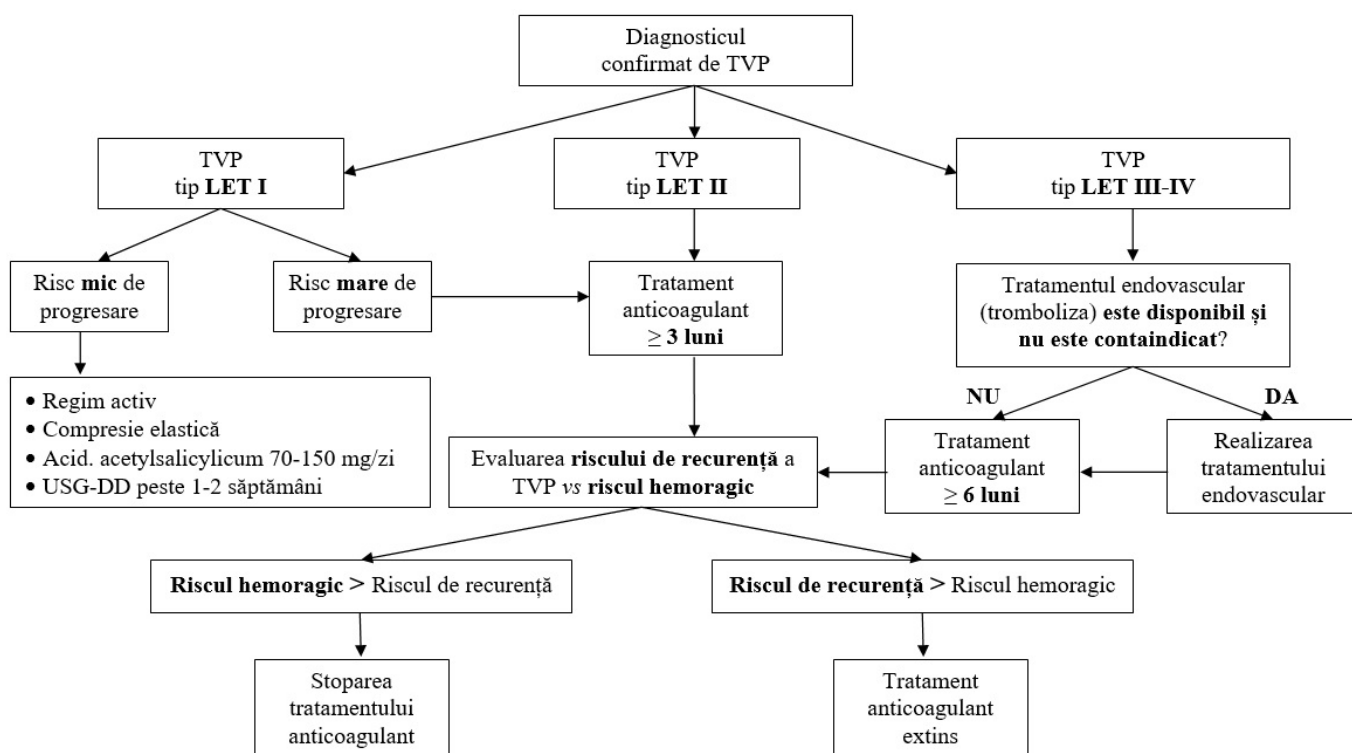 Diagnosticul
confirmat de TVP
TVP
tip LET I
TVP
tip LET II
TVP
tip LET III-IV
Risc mic de
progresare
Risc mare de
progresare
Tratament
anticoagulant
≥ 3 luni
Tratamentul endovascular
(tromboliza) este disponibil și
nu este containdicat?
• Regim activ
• Compresie elastică
• Acid. acetylsalicylicum 70-150 mg/zi
• USG-DD peste 1-2 săptămâni
NU
DA
Evaluarea riscului de recurență a
TVP vs riscul hemoragic
Tratament
anticoagulant
≥ 6 luni
Realizarea
tratamentului
endovascular
Riscul hemoragic > Riscul de recurență
Riscul de recurență > Riscul hemoragic
Stoparea
tratamentului
anticoagulant
Tratament
anticoagulant
extins